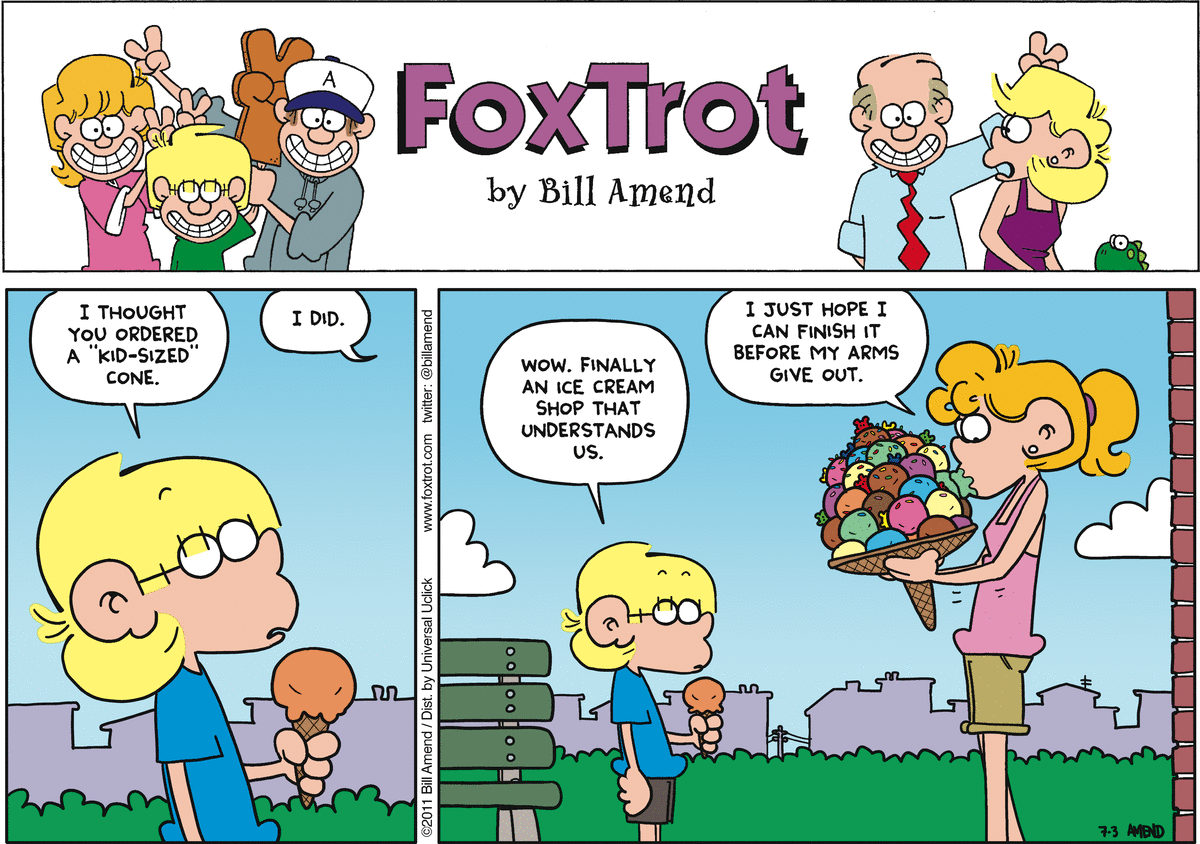 A
FoxTrot
by Bill Amend
I THOUGHT
YOU ORDERED
A "KID-SIZED"
CONE.
I DID.
©2011 Bill Amend / Dist. by Universal Uclick www.foxtrot.com twitter: @billamend
WOW. FINALLY
AN ICE CREAM
SHOP THAT
UNDERSTANDS
US.
I JUST HOPE I
CAN FINISH IT
BEFORE MY ARMS
GIVE OUT.
7-3 AMEND